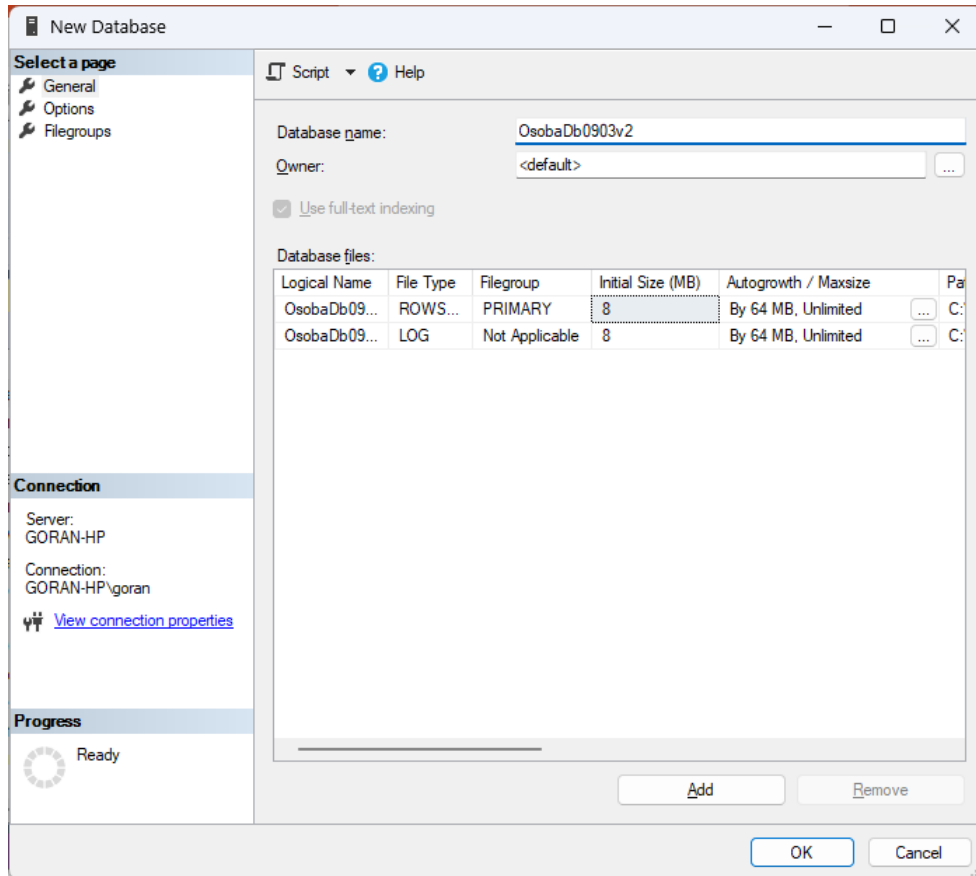 New Database
Select a page
General
Options
Filegroups
Script Help
Database name: OsobaDb0903v2
Owner: <default> ...
Use full-text indexing
Database files:
Logical Name File Type Filegroup Initial Size (MB) Autogrowth / Maxsize Pa
OsobaDb09... ROWS... PRIMARY 8 By 64 MB, Unlimited ... C:
OsobaDb09... LOG Not Applicable 8 By 64 MB, Unlimited ... C:
Connection
Server:
GORAN-HP
Connection:
GORAN-HP\goran
View connection properties
Progress
Ready
Add Remove
OK Cancel